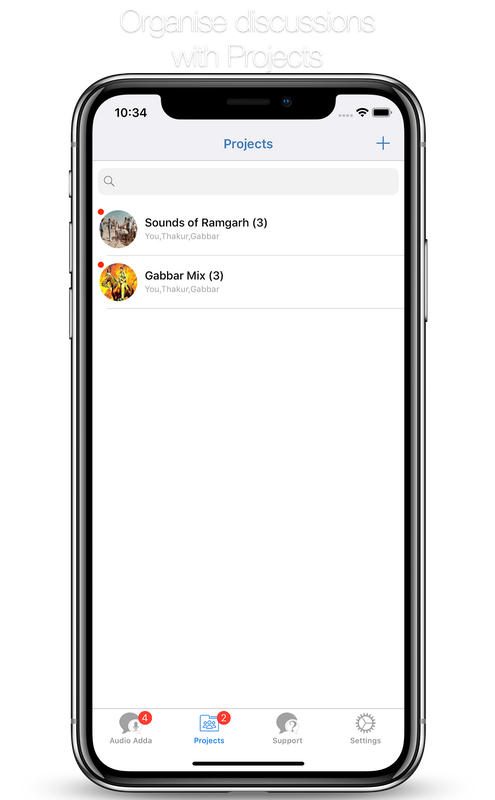 Organise discussions
with Projects
10:34
Projects
Sounds of Ramgarh (3)
You,Thakur,Gabbar
Gabbar Mix (3)
You,Thakur,Gabbar
4
2
Audio Adda
Projects
Support
Settings